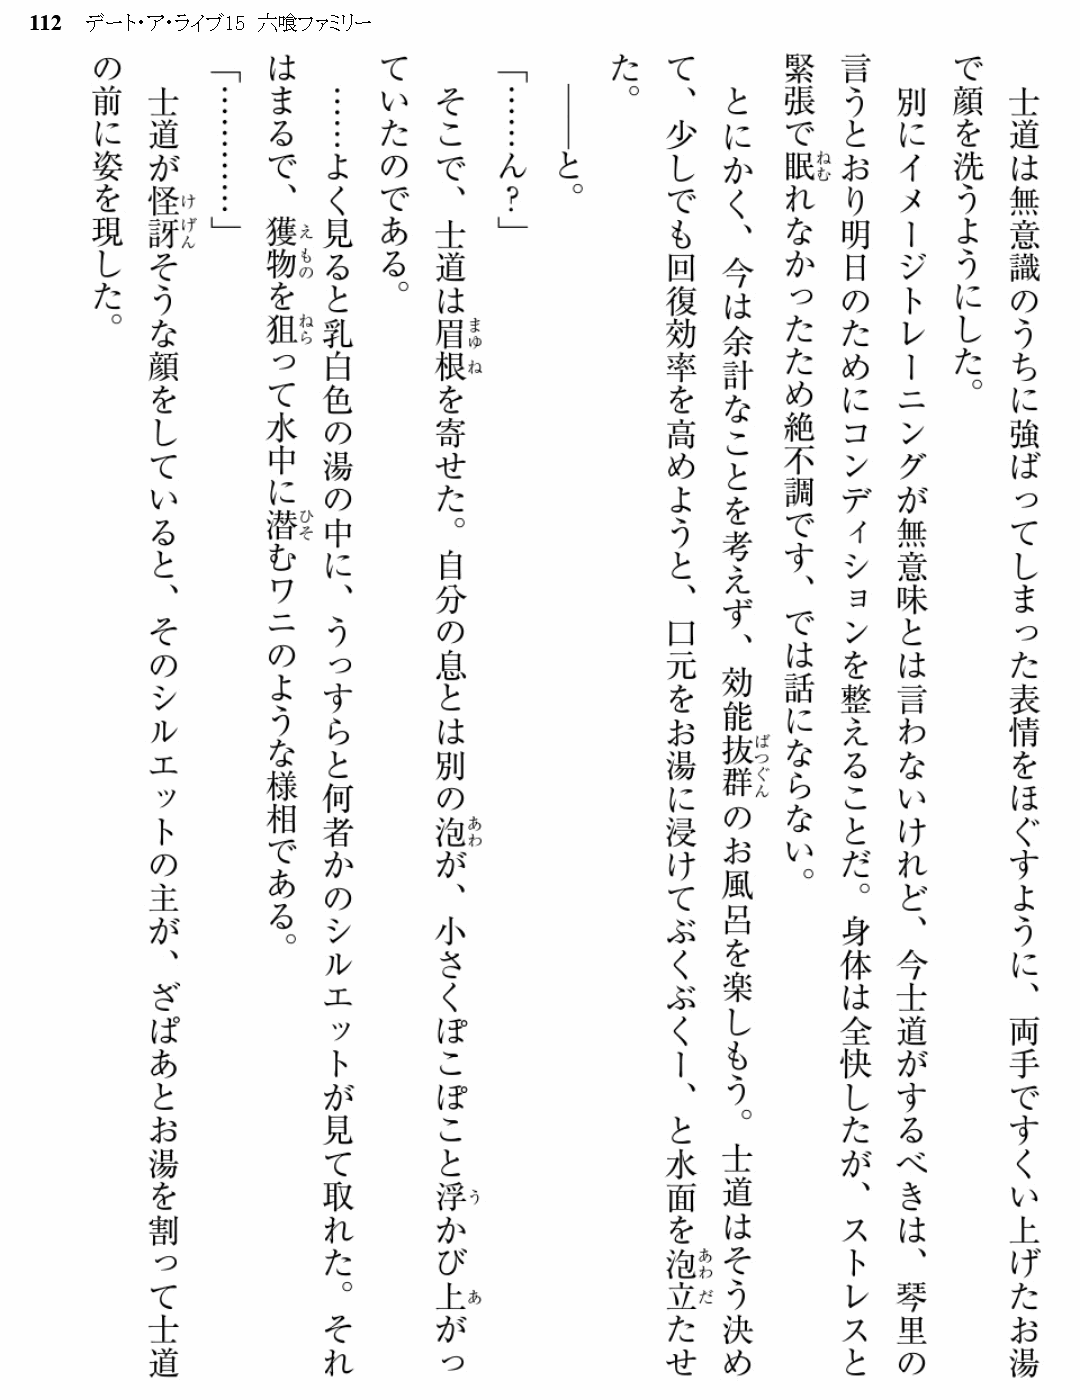 112 デート・ア・ライブ15 六喰ファミリー
士道は無意識のうちに強ばってしまった表情をほぐすように、両手ですくい上げたお湯
で顔を洗うようにした。
別にイメージトレーニングが無意味とは言わないけれど、今士道がするべきは、琴里の
言うとおり明日のためにコンディションを整えることだ。身体は全快したが、ストレスと
緊張で眠れなかったため絶不調です、では話にならない。
とにかく、今は余計なことを考えず、効能抜群のお風呂を楽しもう。士道はそう決め
て、少しでも回復効率を高めようと、口元をお湯に浸けてぶくぶくー、と水面を泡立たせ
た。
――と。
「……ん?」
そこで、士道は眉根を寄せた。自分の息とは別の泡が、小さくぽこぽこと浮かび上がっ
ていたのである。
……よく見ると乳白色の湯の中に、うっすらと何者かのシルエットが見て取れた。それ
はまるで、獲物を狙って水中に潜むワニのような様相である。
「…………」
士道が怪訝そうな顔をしていると、そのシルエットの主が、ざぱあとお湯を割って士道
の前に姿を現した。